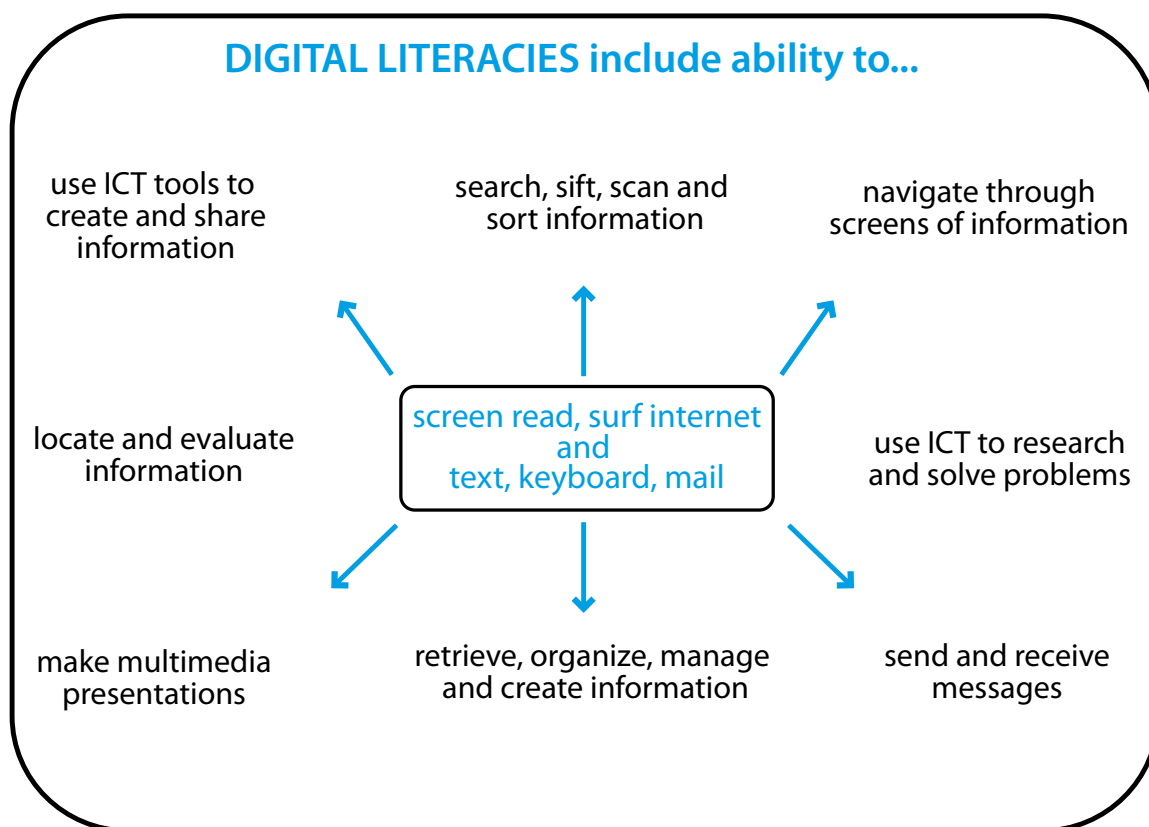 DIGITAL LITERACIES include ability to...
use ICT tools to
create and share
information
search, sift, scan and
sort information
navigate through
screens of information
locate and evaluate
information
screen read, surf internet
and
text, keyboard, mail
use ICT to research
and solve problems
make multimedia
presentations
retrieve, organize, manage
and create information
send and receive
messages